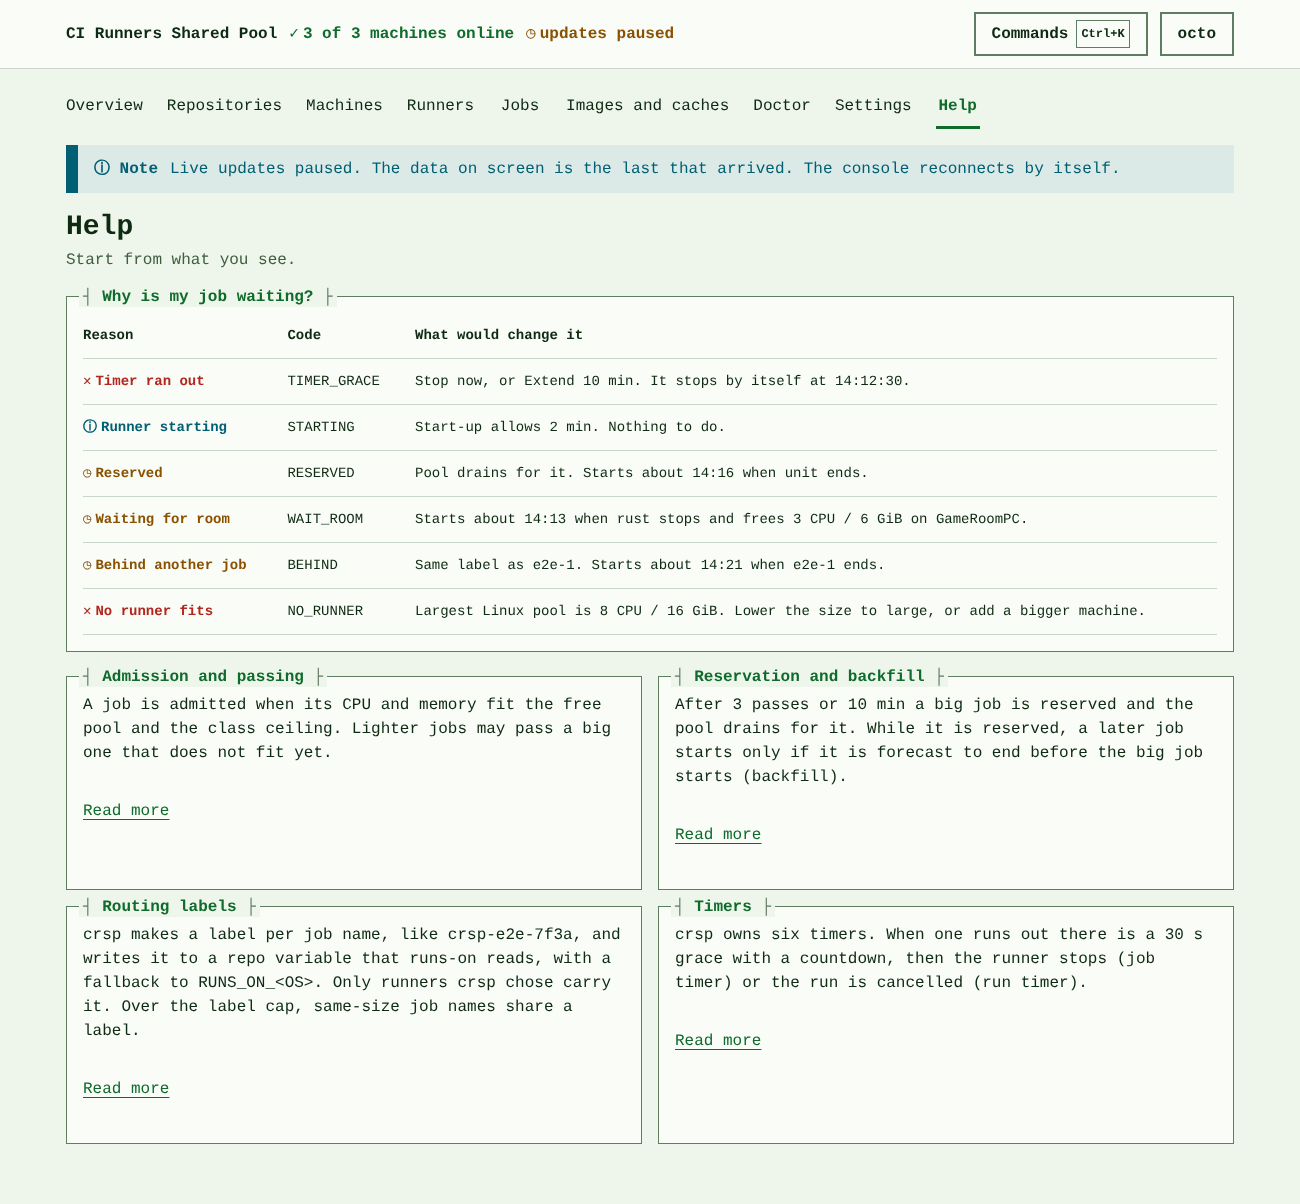 CI Runners Shared Pool ✓ 3 of 3 machines online ◷ updates paused
Commands Ctrl+K
octo
Overview Repositories Machines Runners Jobs Images and caches Doctor Settings Help
ⓘ Note Live updates paused. The data on screen is the last that arrived. The console reconnects by itself.
Help
Start from what you see.
Why is my job waiting?
Reason Code What would change it
✕ Timer ran out TIMER_GRACE Stop now, or Extend 10 min. It stops by itself at 14:12:30.
ⓘ Runner starting STARTING Start-up allows 2 min. Nothing to do.
◷ Reserved RESERVED Pool drains for it. Starts about 14:16 when unit ends.
◷ Waiting for room WAIT_ROOM Starts about 14:13 when rust stops and frees 3 CPU / 6 GiB on GameRoomPC.
◷ Behind another job BEHIND Same label as e2e-1. Starts about 14:21 when e2e-1 ends.
✕ No runner fits NO_RUNNER Largest Linux pool is 8 CPU / 16 GiB. Lower the size to large, or add a bigger machine.
Admission and passing
A job is admitted when its CPU and memory fit the free
pool and the class ceiling. Lighter jobs may pass a big
one that does not fit yet.
Read more
Reservation and backfill
After 3 passes or 10 min a big job is reserved and the
pool drains for it. While it is reserved, a later job
starts only if it is forecast to end before the big job
starts (backfill).
Read more
Routing labels
crsp makes a label per job name, like crsp-e2e-7f3a, and
writes it to a repo variable that runs-on reads, with a
fallback to RUNS_ON_<OS>. Only runners crsp chose carry
it. Over the label cap, same-size job names share a
label.
Read more
Timers
crsp owns six timers. When one runs out there is a 30 s
grace with a countdown, then the runner stops (job
timer) or the run is cancelled (run timer).
Read more